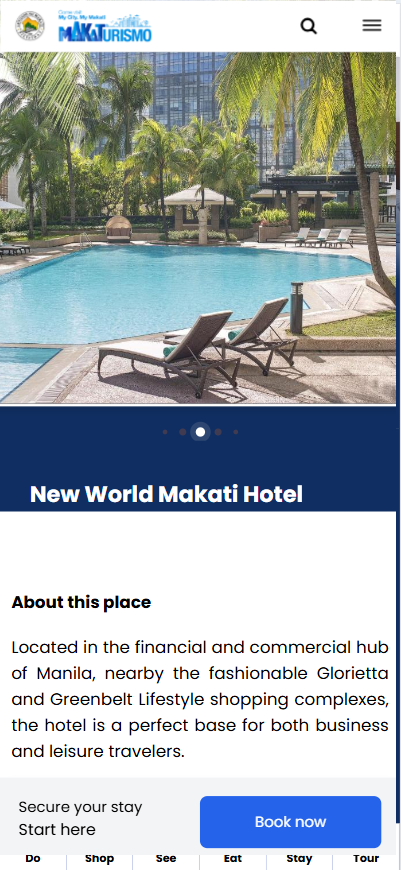 Come visit
My City, My Makati
MAKATURISMO
New World Makati Hotel
About this place
Located in the financial and commercial hub
of Manila, nearby the fashionable Glorietta
and Greenbelt Lifestyle shopping complexes,
the hotel is a perfect base for both business
and leisure travelers.
Secure your stay
Start here
Book now
Do Shop See Eat Stay Tour